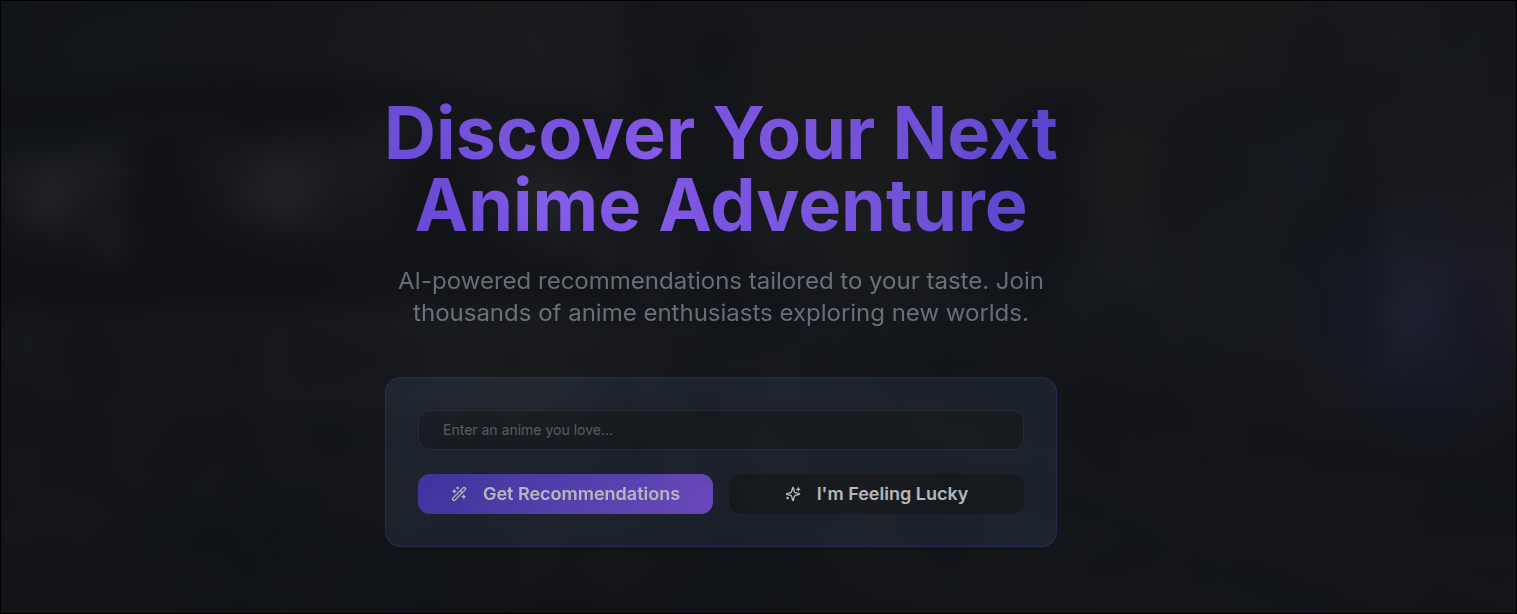 Discover Your Next
Anime Adventure
AI-powered recommendations tailored to your taste. Join
thousands of anime enthusiasts exploring new worlds.
Enter an anime you love...
Get Recommendations
I'm Feeling Lucky